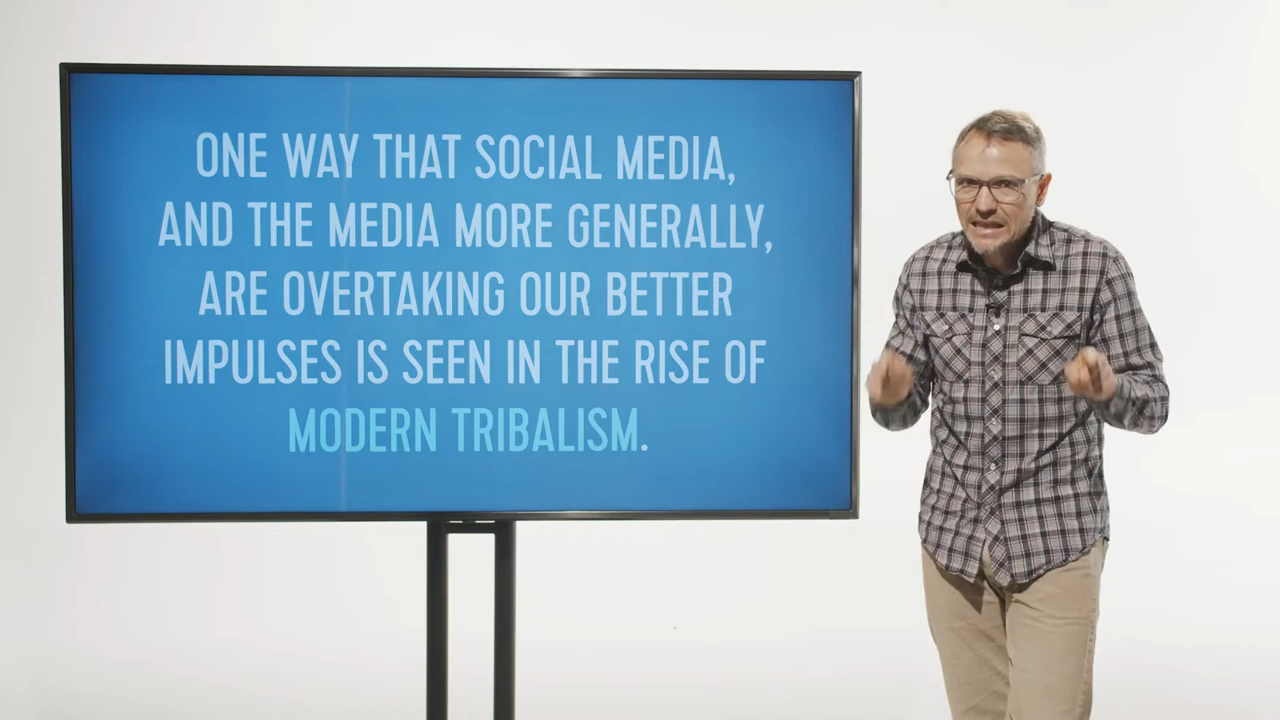 ONE WAY THAT SOCIAL MEDIA,
AND THE MEDIA MORE GENERALLY,
ARE OVERTAKING OUR BETTER
IMPULSES IS SEEN IN THE RISE OF
MODERN TRIBALISM.